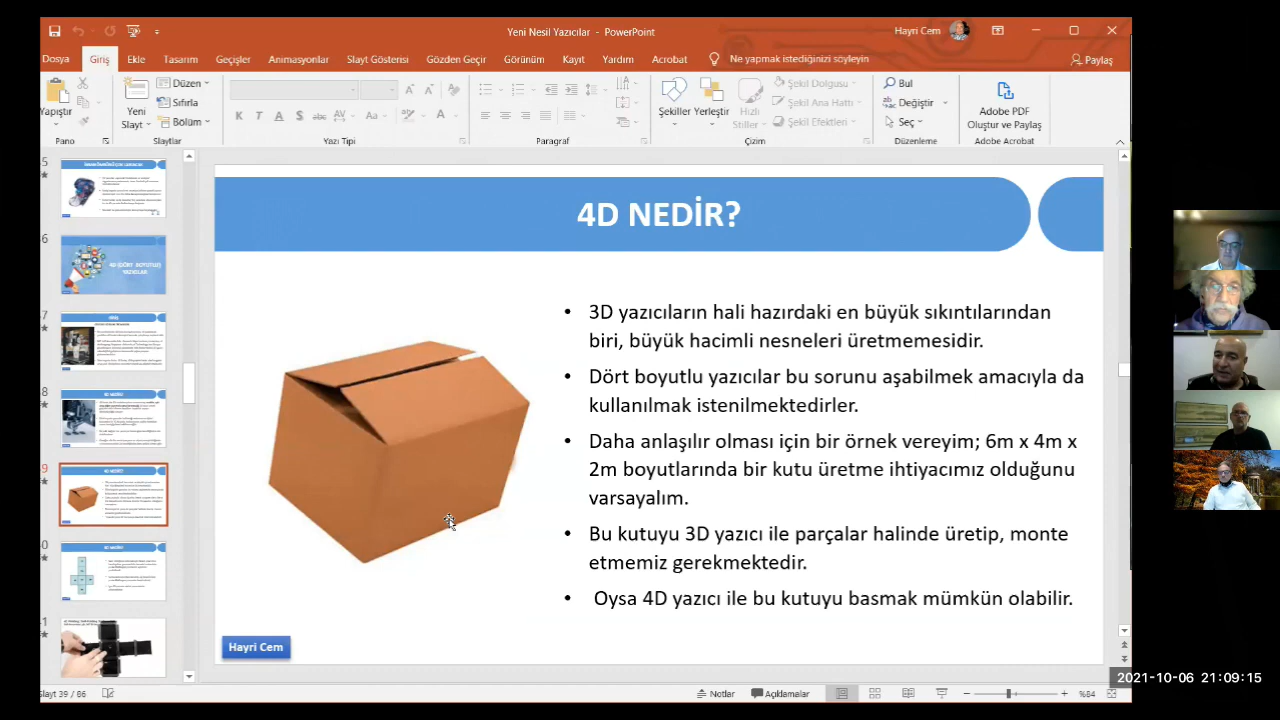 Yeni Nesil Yazıcılar - PowerPoint
Hayri Cem
Dosya Giriş Ekle Tasarım Geçişler Animasyonlar Slayt Gösterisi Gözden Geçir Görünüm Kayıt Yardım Acrobat Ne yapmak istediğinizi söyleyin Paylaş
Yapıştır
Yeni
Slayt
Düzen
Sıfırla
Bölüm
K T A S abc AV Aa A
Şekiller Yerleştir Hızlı
Stiller
Şekil Dolgusu
Şekil Ana Hattı
Şekil Efektleri
Bul
Değiştir
Seç
Adobe PDF
Oluştur ve Paylaş
Pano Slaytlar Yazı Tipi Paragraf Çizim Düzenleme Adobe Acrobat
4D (DÖRT BOYUTLU)
YAZICILAR
4D NEDİR?
3D yazıcıların hali hazırdaki en büyük sıkıntılarından
biri, büyük hacimli nesneleri üretmemesidir.
Dört boyutlu yazıcılar bu sorunu aşabilmek amacıyla da
kullanılmak istenilmektedirler.
Daha anlaşılır olması için bir örnek vereyim; 6m x 4m x
2m boyutlarında bir kutu üretme ihtiyacımız olduğunu
varsayalım.
Bu kutuyu 3D yazıcı ile parçalar halinde üretip, monte
etmemiz gerekmektedir.
Oysa 4D yazıcı ile bu kutuyu basmak mümkün olabilir.
Hayri Cem
Slayt 39 / 86
Notlar Açıklamalar %84
2021-10-06 21:09:15